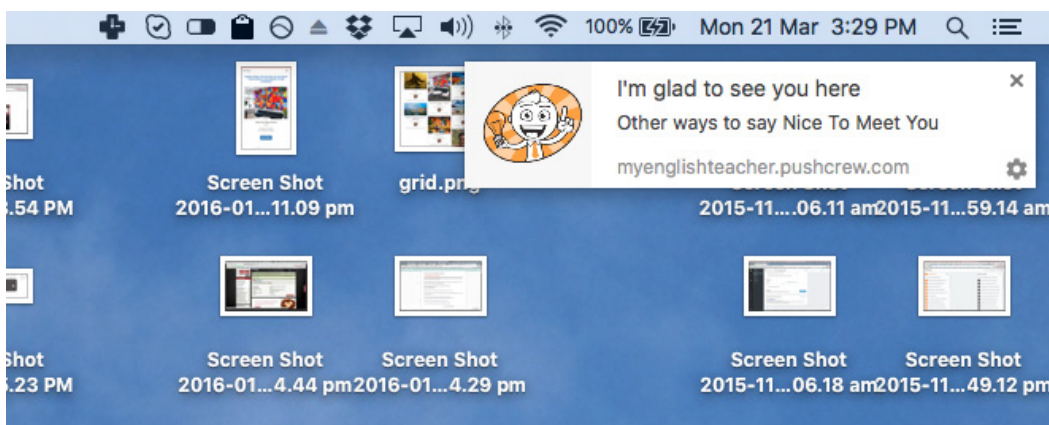 100% Mon 21 Mar 3:29 PM
I'm glad to see you here
Other ways to say Nice To Meet You
myenglishteacher.pushcrew.com
Shot
.54 PM
Screen Shot
2016-01...11.09 pm
grid.png
2015-11....06.11 am
2015-11...59.14 am
Shot
.23 PM
Screen Shot
2016-01...4.44 pm
Screen Shot
2016-01...4.29 pm
Screen Shot
2015-11...06.18 am
Screen Shot
2015-11...49.12 pm